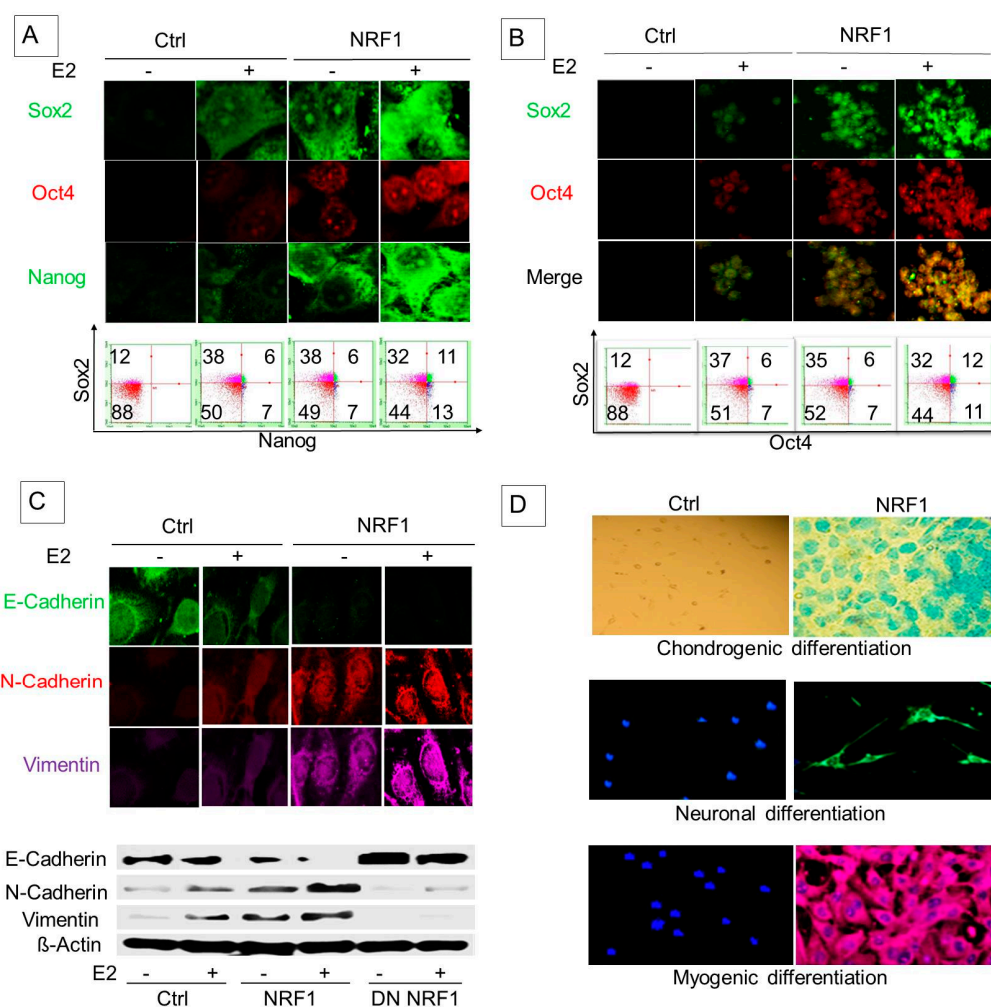 A
Ctrl NRF1
E2 - + - +
Sox2
Oct4
Nanog
Sox2
12 38 6 38 6 32 11
88 50 7 49 7 44 13
Nanog
B
Ctrl NRF1
E2 - + - +
Sox2
Oct4
Merge
Sox2
12 37 6 35 6 32 12
88 51 7 52 7 44 11
Oct4
C
Ctrl NRF1
E2 - + - +
E-Cadherin
N-Cadherin
Vimentin
E-Cadherin
N-Cadherin
Vimentin
ß-Actin
E2 - + - + - +
Ctrl NRF1 DN NRF1
D
Ctrl NRF1
Chondrogenic differentiation
Neuronal differentiation
Myogenic differentiation